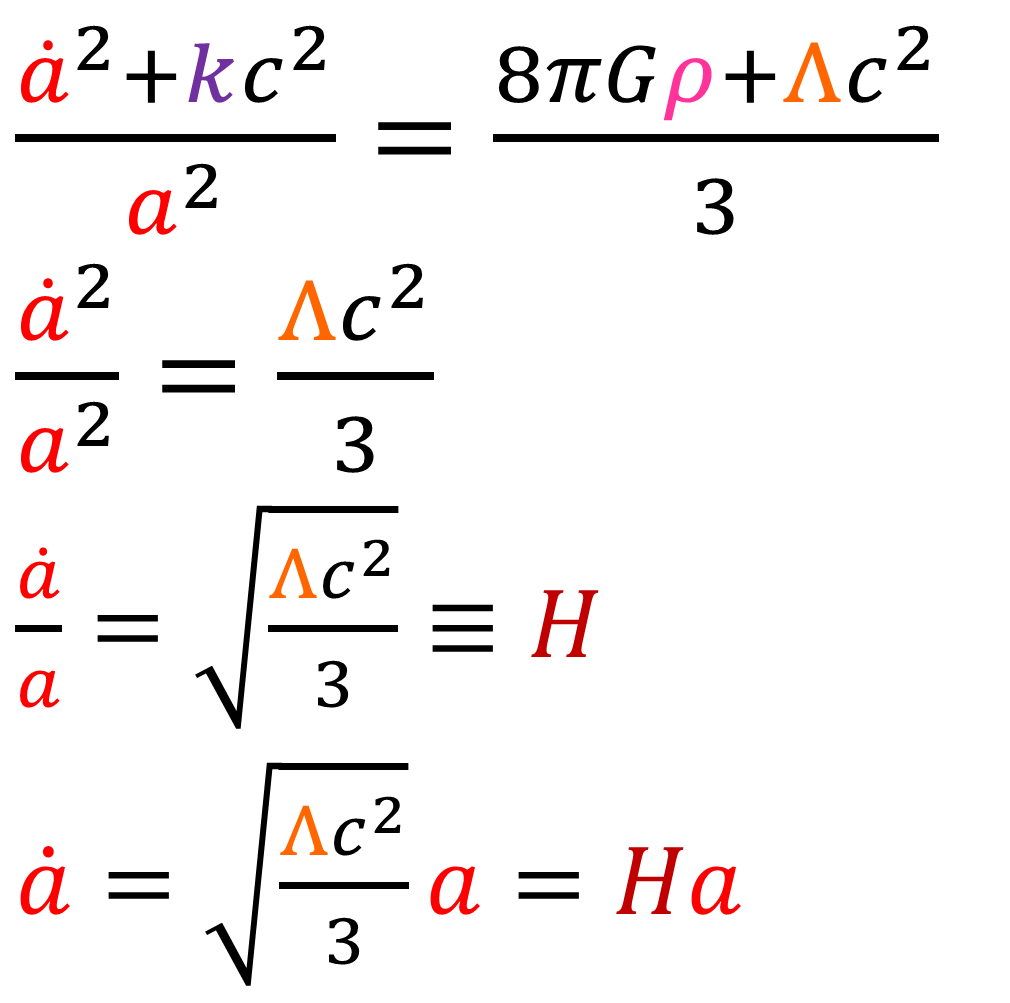 (ȧ²+kc²)/a² = (8πGρ+Λc²)/3
ȧ²/a² = Λc²/3
ȧ/a = √(Λc²/3) ≡ H
ȧ = √(Λc²/3) a = Ha